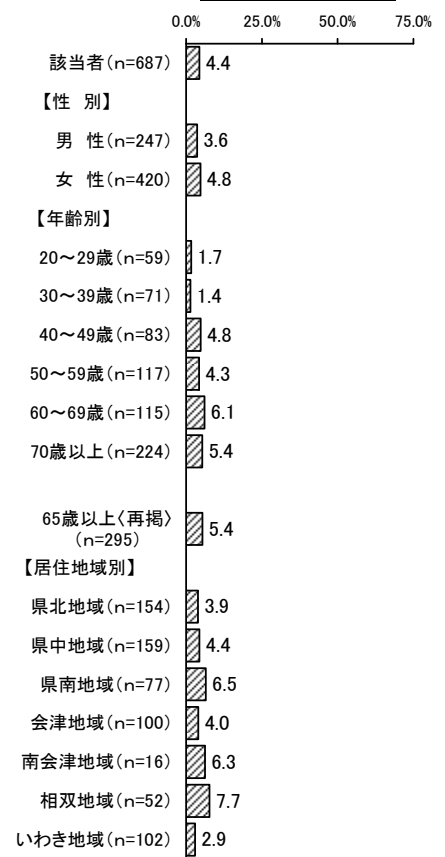 0.0% 25.0% 50.0% 75.0%
該当者（n=687） 4.4
【性　別】
男　性（n=247） 3.6
女　性（n=420） 4.8
【年齢別】
20～29歳（n=59） 1.7
30～39歳（n=71） 1.4
40～49歳（n=83） 4.8
50～59歳（n=117） 4.3
60～69歳（n=115） 6.1
70歳以上（n=224） 5.4
65歳以上〈再掲〉
（n=295） 5.4
【居住地域別】
県北地域（n=154） 3.9
県中地域（n=159） 4.4
県南地域（n=77） 6.5
会津地域（n=100） 4.0
南会津地域（n=16） 6.3
相双地域（n=52） 7.7
いわき地域（n=102） 2.9